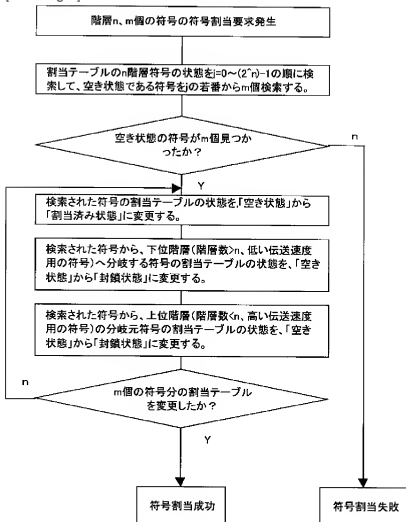 階層n、m個の符号の符号割当要求発生
割当テーブルのn階層符号の状態をj=0～(2^n)-1の順に検
索して、空き状態である符号をjの若番からm個検索する。
空き状態の符号がm個見つか
ったか？
n
Y
検索された符号の割当テーブルの状態を、「空き状態」から
「割当済み状態」に変更する。
検索された符号から、下位階層（階層数>n、低い伝送速度
用の符号）へ分岐する符号の割当テーブルの状態を、「空き
状態」から「封鎖状態」に変更する。
検索された符号から、上位階層（階層数<n、高い伝送速度
用の符号）の分岐元符号の割当テーブルの状態を、「空き
状態」から「封鎖状態」に変更する。
n
m個の符号分の割当テーブル
を変更したか？
Y
符号割当成功
符号割当失敗